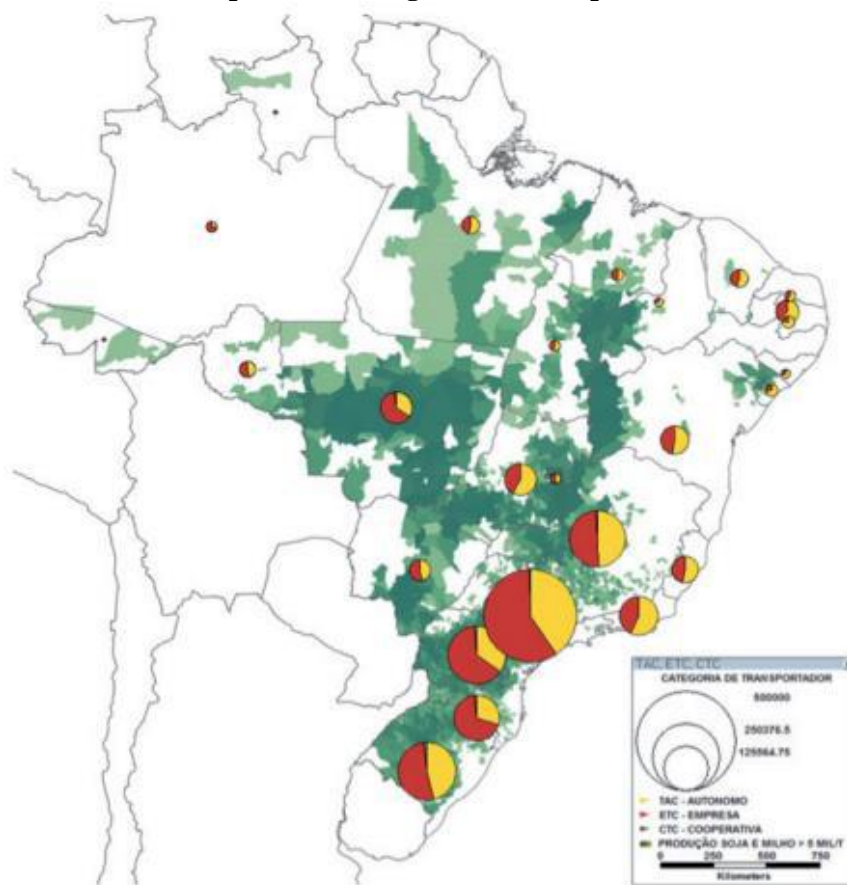 TAC, ETC, CTC
CATEGORIA DE TRANSPORTADOR
500000
250376.5
125564.75
TAC - AUTONOMO
ETC - EMPRESA
CTC - COOPERATIVA
PRODUÇÃO SOJA E MILHO > 5 MIL/T
0 250 500 750
Kilometers